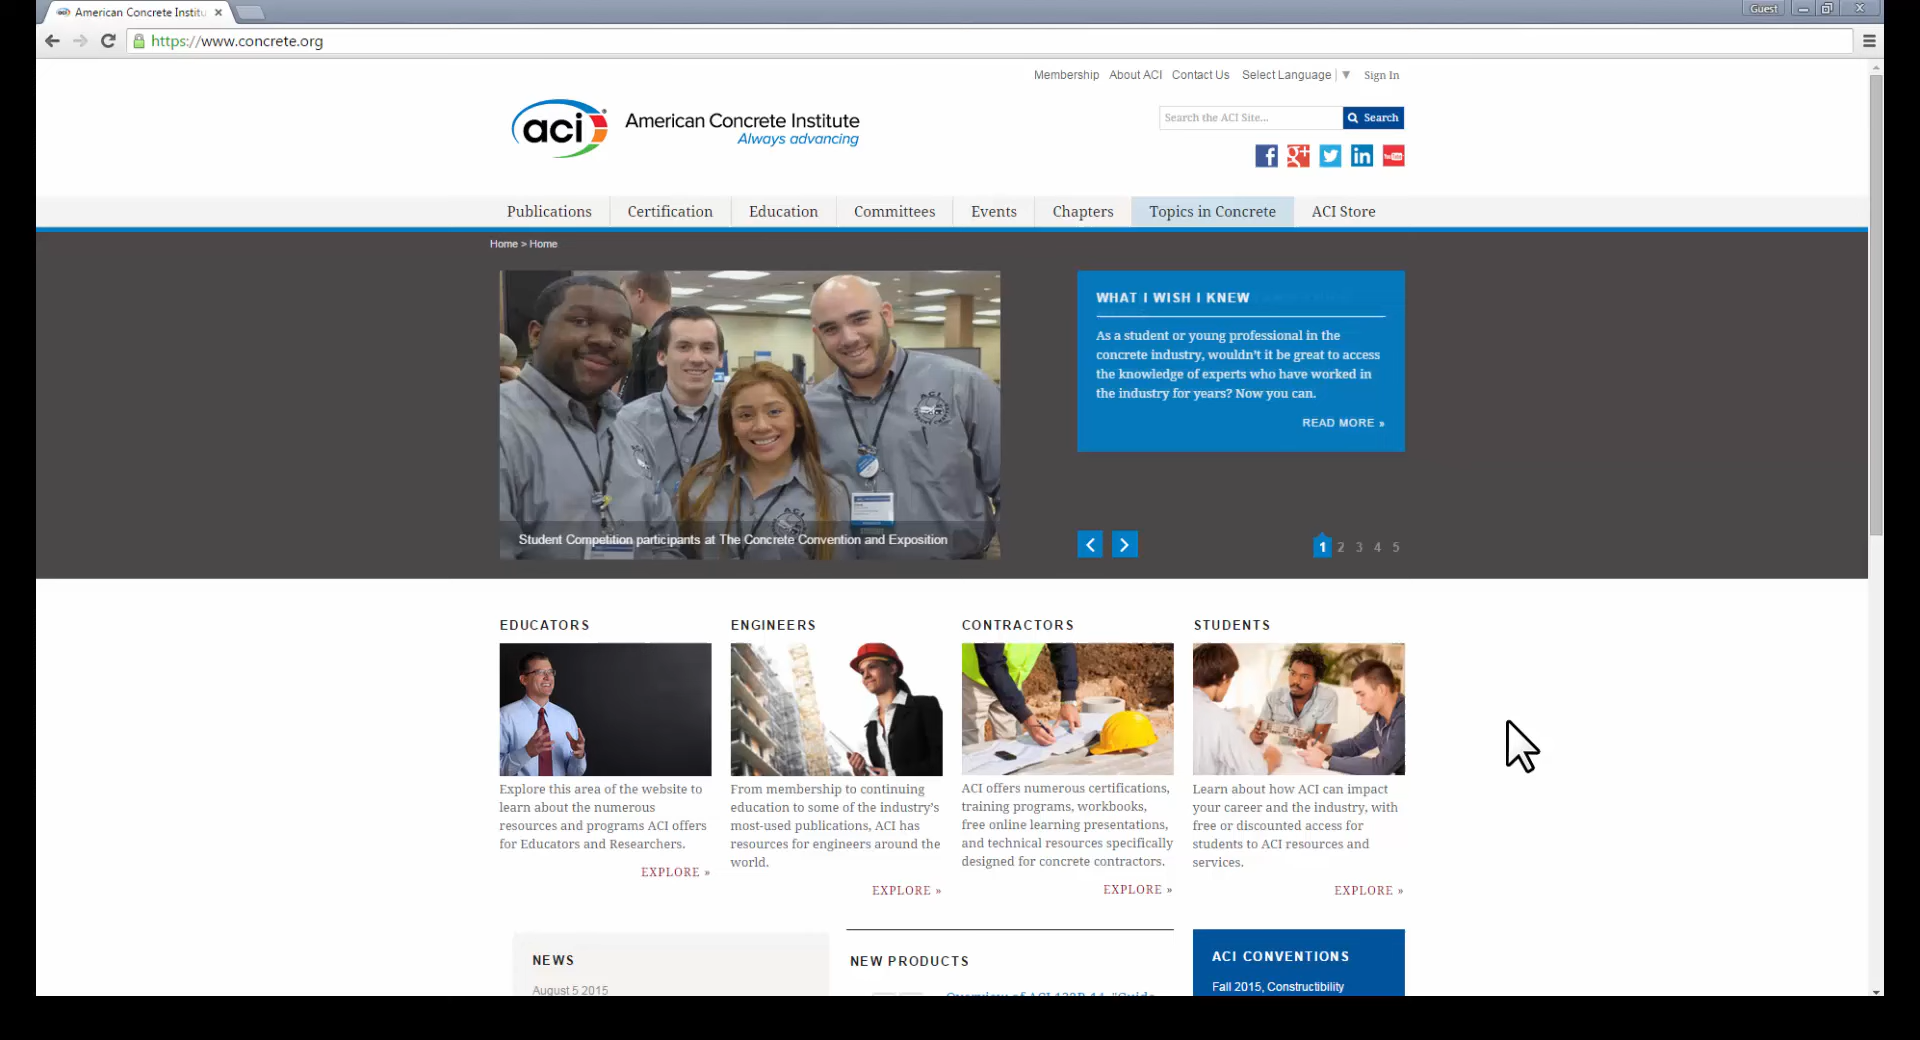 American Concrete Institu
Guest
https://www.concrete.org
Membership About ACI Contact Us Select Language ▼ Sign In
aci
American Concrete Institute
Always advancing
Search the ACI Site...
Search
Publications Certification Education Committees Events Chapters Topics in Concrete ACI Store
Home > Home
Student Competition participants at The Concrete Convention and Exposition
WHAT I WISH I KNEW
As a student or young professional in the
concrete industry, wouldn't it be great to access
the knowledge of experts who have worked in
the industry for years? Now you can.
READ MORE »
1 2 3 4 5
EDUCATORS
Explore this area of the website to
learn about the numerous
resources and programs ACI offers
for Educators and Researchers.
EXPLORE »
ENGINEERS
From membership to continuing
education to some of the industry's
most-used publications, ACI has
resources for engineers around the
world.
EXPLORE »
CONTRACTORS
ACI offers numerous certifications,
training programs, workbooks,
free online learning presentations,
and technical resources specifically
designed for concrete contractors.
EXPLORE »
STUDENTS
Learn about how ACI can impact
your career and the industry, with
free or discounted access for
students to ACI resources and
services.
EXPLORE »
NEWS
August 5 2015
NEW PRODUCTS
ACI CONVENTIONS
Fall 2015, Constructibility